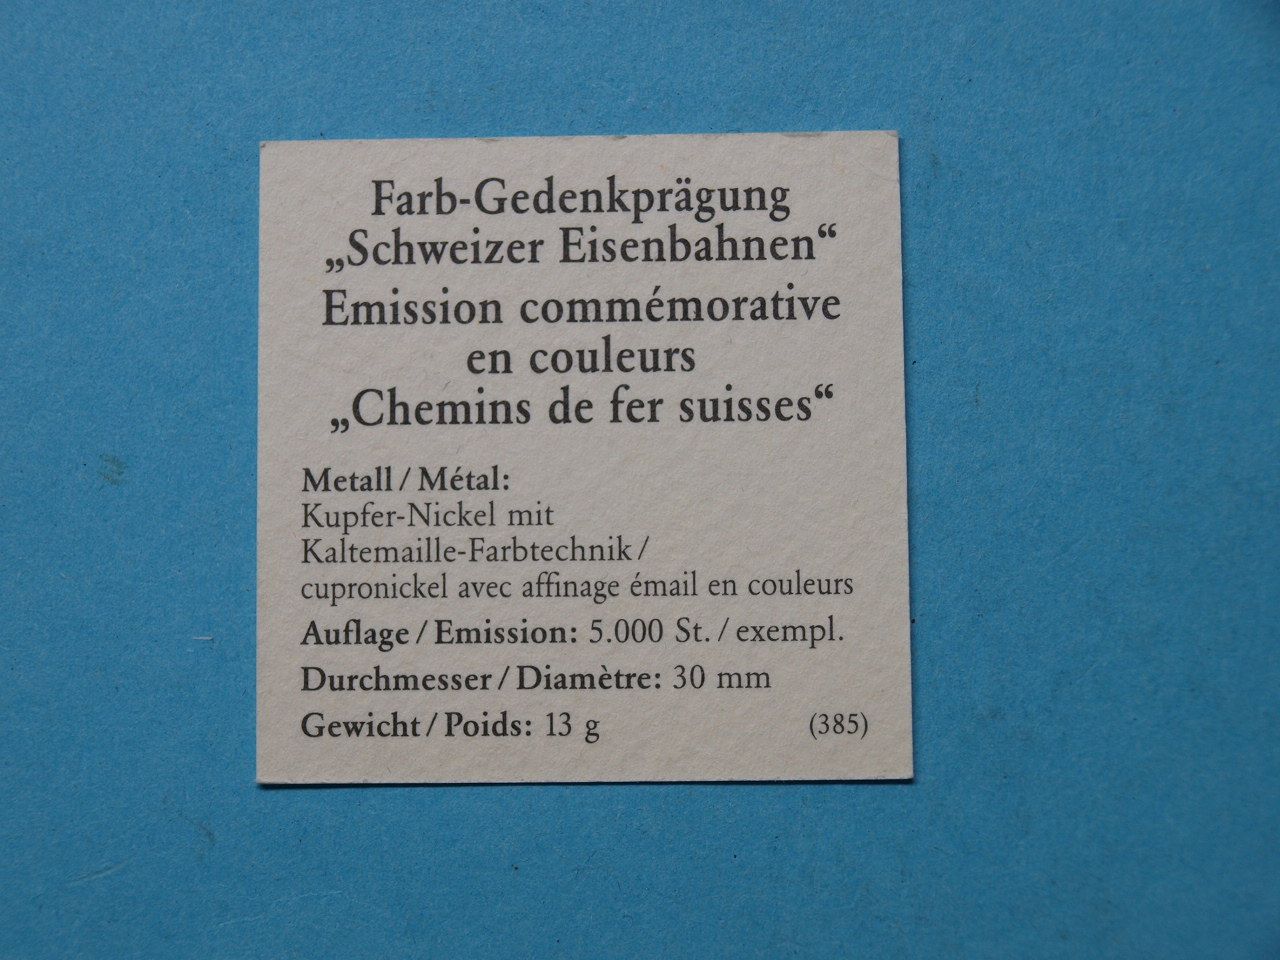 Farb-Gedenkprägung
„Schweizer Eisenbahnen“
Emission commémorative
en couleurs
„Chemins de fer suisses“
Metall / Métal:
Kupfer-Nickel mit
Kaltemaille-Farbtechnik /
cupronickel avec affinage émail en couleurs
Auflage / Emission: 5.000 St. / exempl.
Durchmesser / Diamètre: 30 mm
Gewicht / Poids: 13 g (385)